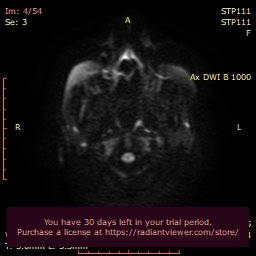 Im: 4/54
Se: 3
A
STP111
STP111
F
Ax DWI B 1000
R
L
You have 30 days left in your trial period.
Purchase a license at https://radiantviewer.com/store/